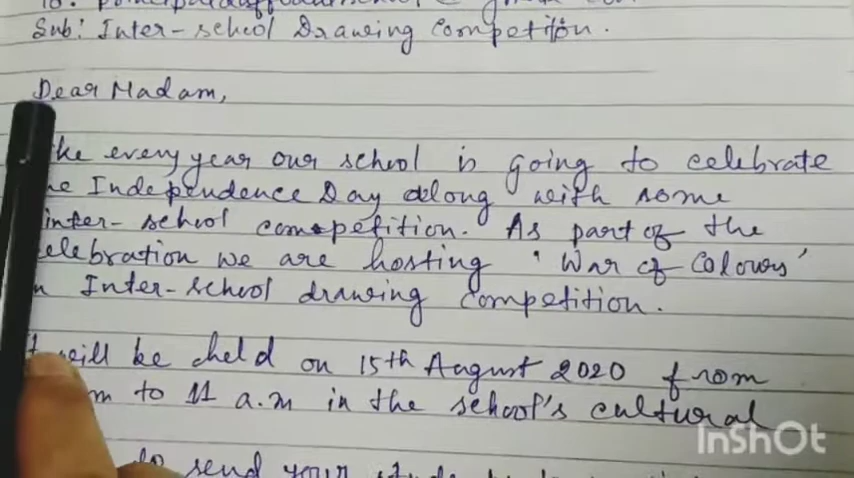 Sub: Inter-school Drawing Competition.
Dear Madam,
ke every year our school is going to celebrate
he Independence Day along with some
inter-school competition. As part of the
elebration we are hosting 'War of Colours'
n Inter-school drawing competition.
t will be held on 15th August 2020 from
m to 11 a.m in the school's cultural
to send your
InShOt